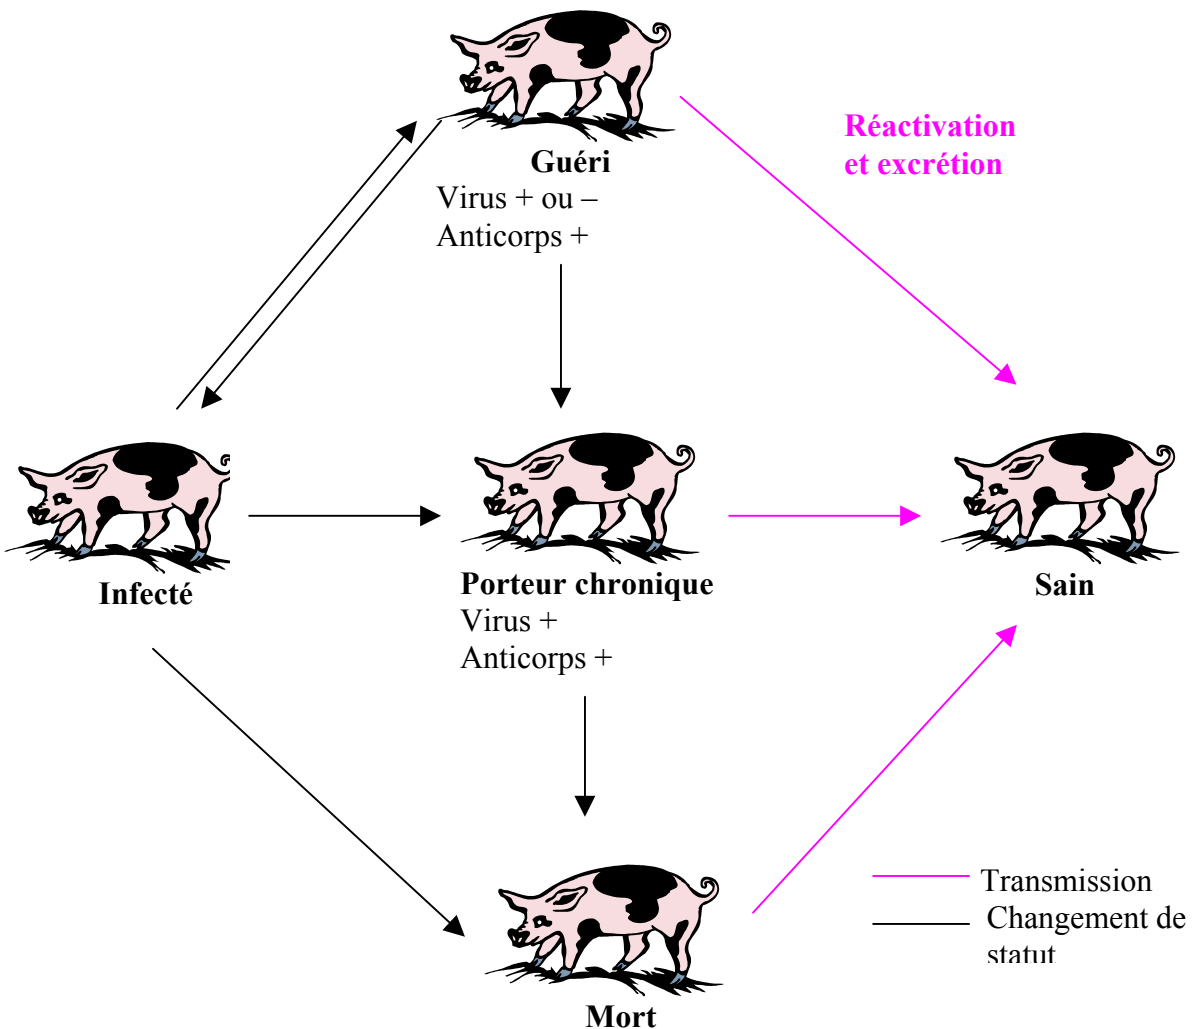 Réactivation
et excrétion
Guéri
Virus + ou –
Anticorps +
Infecté
Porteur chronique
Virus +
Anticorps +
Sain
Transmission
Changement de
statut
Mort